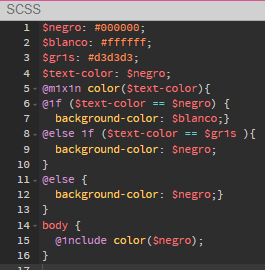 SCSS
1 $negro: #000000;
2 $blanco: #ffffff;
3 $gris: #d3d3d3;
4 $text-color: $negro;
5 @mixin color($text-color){
6 @if ($text-color == $negro) {
7 background-color: $blanco;}
8 @else if ($text-color == $gris ){
9 background-color: $negro;
10 }
11 @else {
12 background-color: $negro;}
13 }
14 body {
15 @include color($negro);
16 }
17